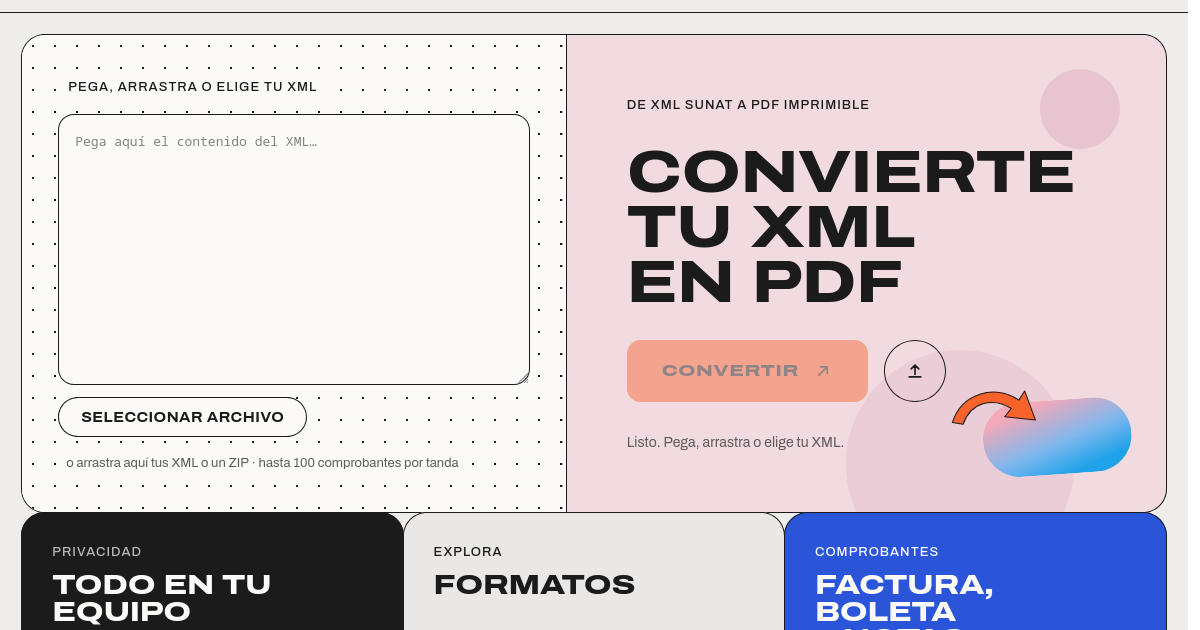 PEGA, ARRASTRA O ELIGE TU XML
Pega aquí el contenido del XML…
SELECCIONAR ARCHIVO
o arrastra aquí tus XML o un ZIP · hasta 100 comprobantes por tanda
DE XML SUNAT A PDF IMPRIMIBLE
CONVIERTE
TU XML
EN PDF
CONVERTIR
Listo. Pega, arrastra o elige tu XML.
PRIVACIDAD
TODO EN TU
EQUIPO
EXPLORA
FORMATOS
COMPROBANTES
FACTURA,
BOLETA